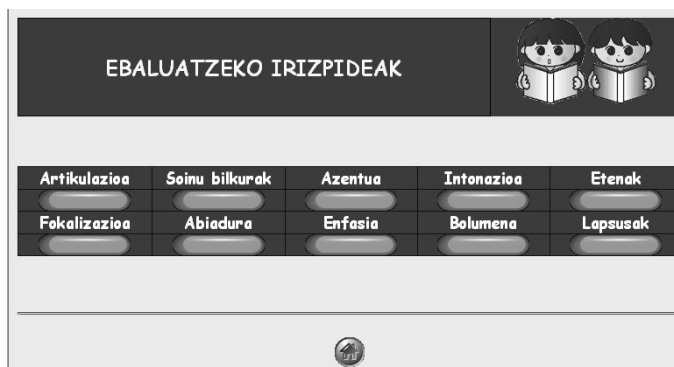 EBALUATZEKO IRIZPIDEAK
Artikulazioa Soinu bilkurak Azentua Intonazioa Etenak
Fokalizazioa Abiadura Enfasia Bolumena Lapsusak